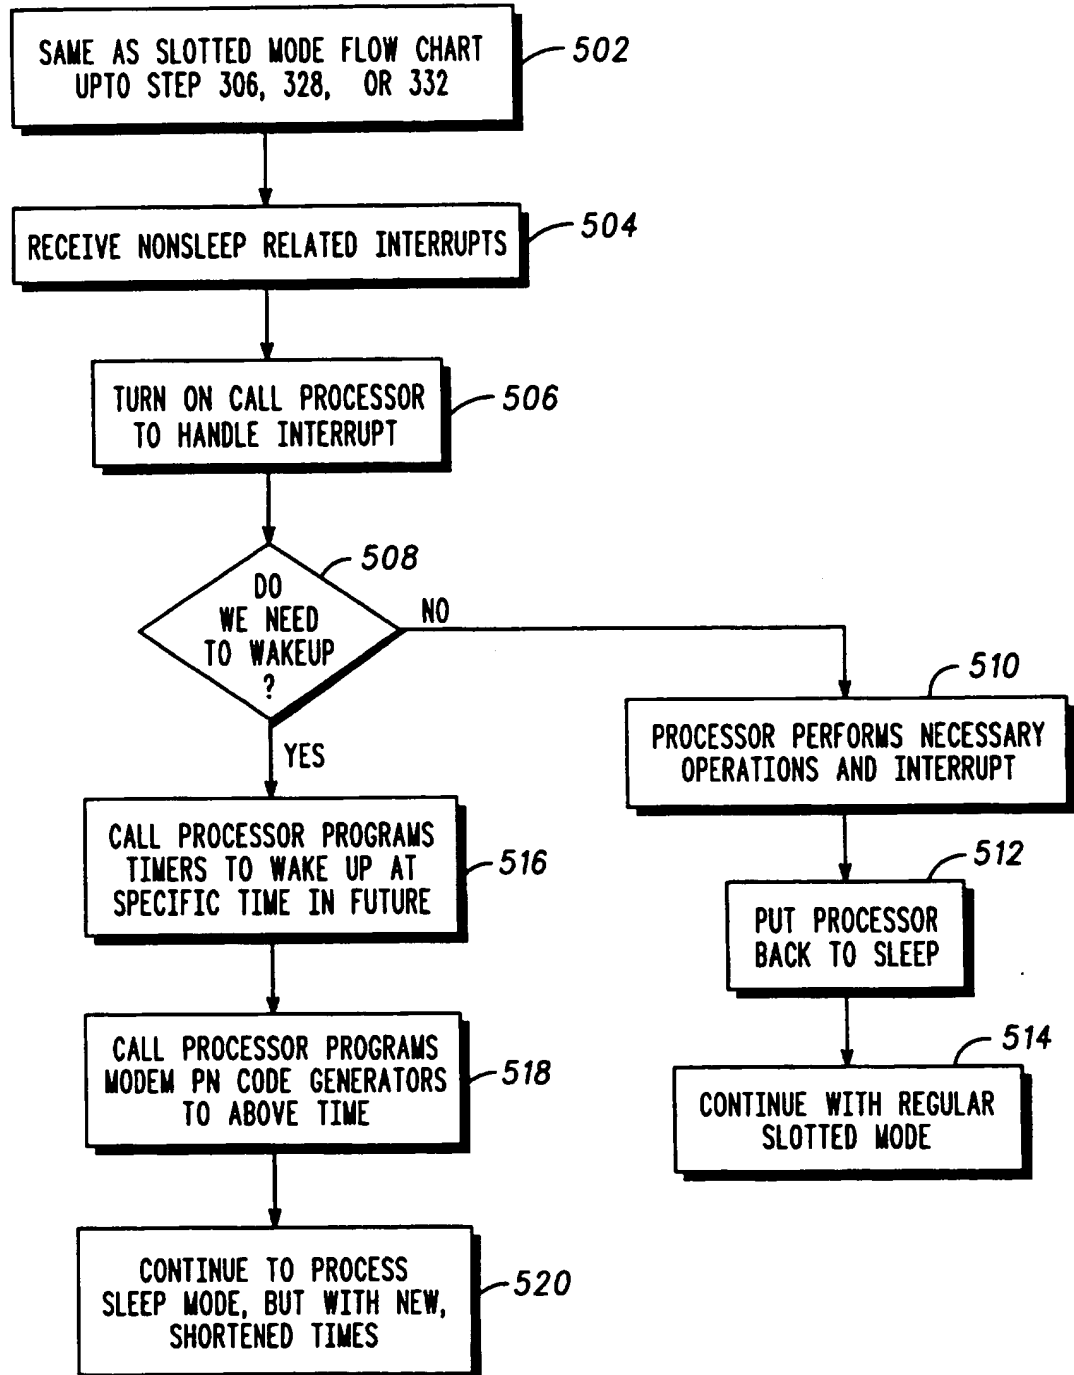 SAME AS SLOTTED MODE FLOW CHART
UPTO STEP 306, 328, OR 332
502
RECEIVE NONSLEEP RELATED INTERRUPTS
504
TURN ON CALL PROCESSOR
TO HANDLE INTERRUPT
506
508
DO
WE NEED
TO WAKEUP
?
NO
YES
510
PROCESSOR PERFORMS NECESSARY
OPERATIONS AND INTERRUPT
512
PUT PROCESSOR
BACK TO SLEEP
514
CONTINUE WITH REGULAR
SLOTTED MODE
CALL PROCESSOR PROGRAMS
TIMERS TO WAKE UP AT
SPECIFIC TIME IN FUTURE
516
CALL PROCESSOR PROGRAMS
MODEM PN CODE GENERATORS
TO ABOVE TIME
518
CONTINUE TO PROCESS
SLEEP MODE, BUT WITH NEW,
SHORTENED TIMES
520